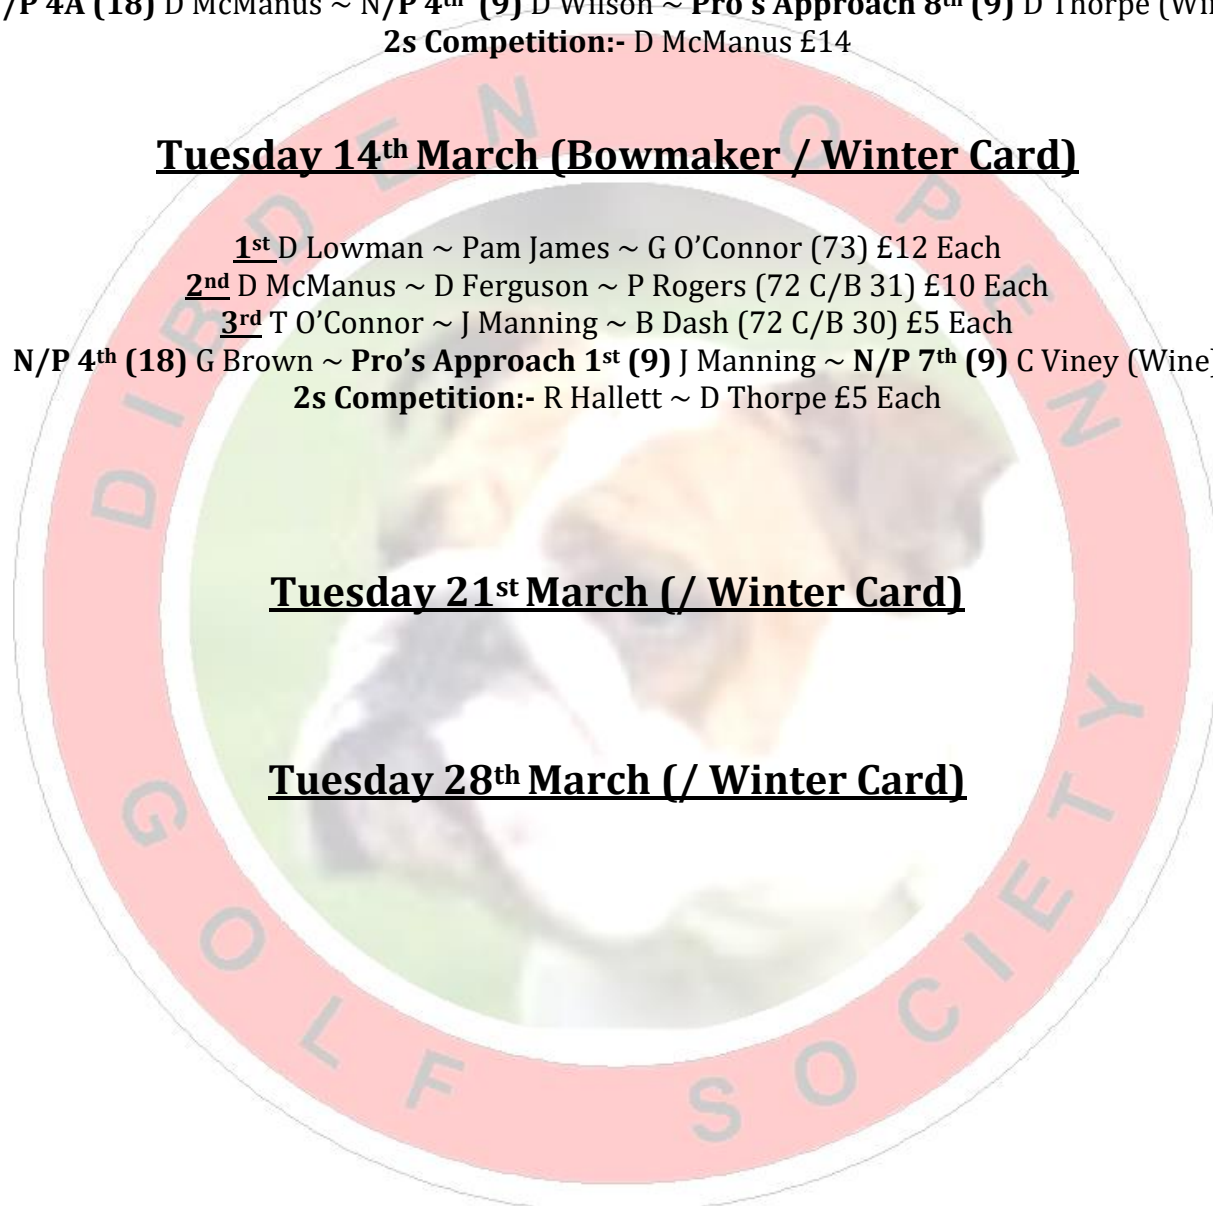 /P 4A (18) D McManus ~ N/P 4th (9) D Wilson ~ Pro's Approach 8th (9) D Thorpe
2s Competition:- D McManus £14
Tuesday 14th March (Bowmaker / Winter Card)
1st D Lowman ~ Pam James ~ G O’Connor (73) £12 Each
2nd D McManus ~ D Ferguson ~ P Rogers (72 C/B 31) £10 Each
3rd T O’Connor ~ J Manning ~ B Dash (72 C/B 30) £5 Each
N/P 4th (18) G Brown ~ Pro’s Approach 1st (9) J Manning ~ N/P 7th (9) C Viney (Wine)
2s Competition:- R Hallett ~ D Thorpe £5 Each
Tuesday 21st March (/ Winter Card)
Tuesday 28th March (/ Winter Card)
DIBDEN OPEN
GOLF SOCIETY